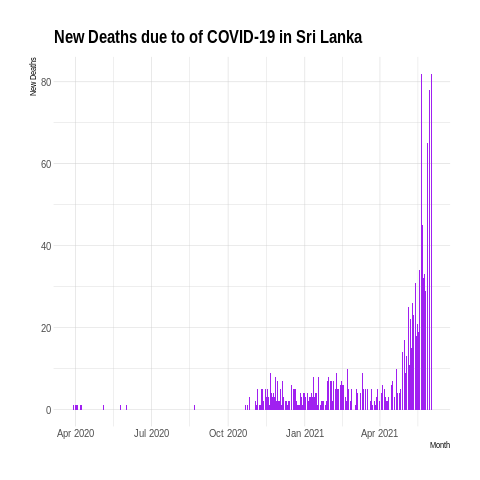 New Deaths due to of COVID-19 in Sri Lanka
New Deaths
80
60
40
20
0
Apr 2020 Jul 2020 Oct 2020 Jan 2021 Apr 2021
Month